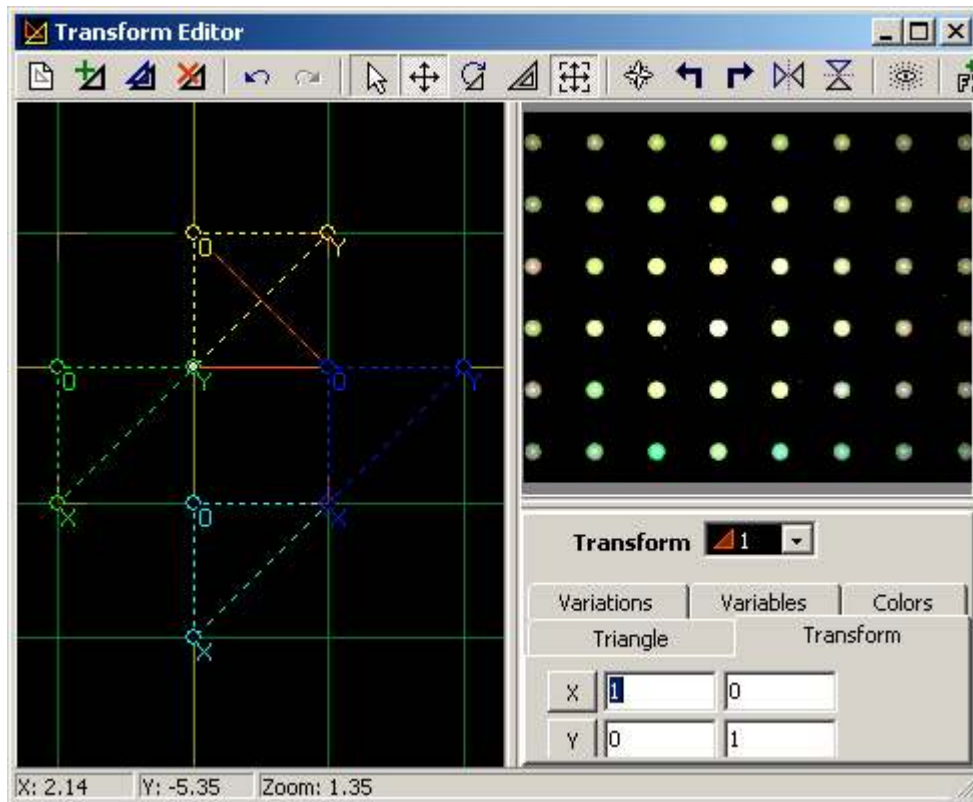 Transform Editor
O Y
O Y O Y
X O X
X
Transform 1
Variations Variables Colors
Triangle Transform
X 1 0
Y 0 1
X: 2.14 Y: -5.35 Zoom: 1.35